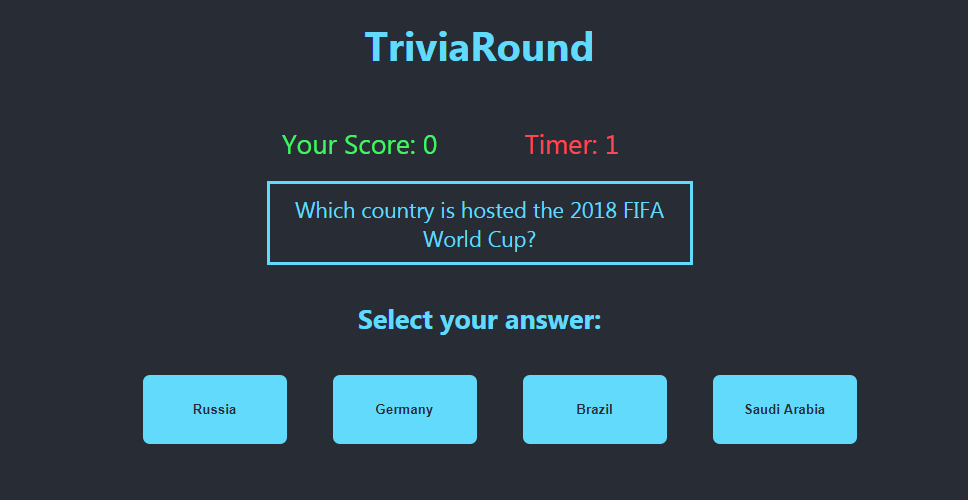 TriviaRound
Your Score: 0
Timer: 1
Which country is hosted the 2018 FIFA
World Cup?
Select your answer:
Russia
Germany
Brazil
Saudi Arabia